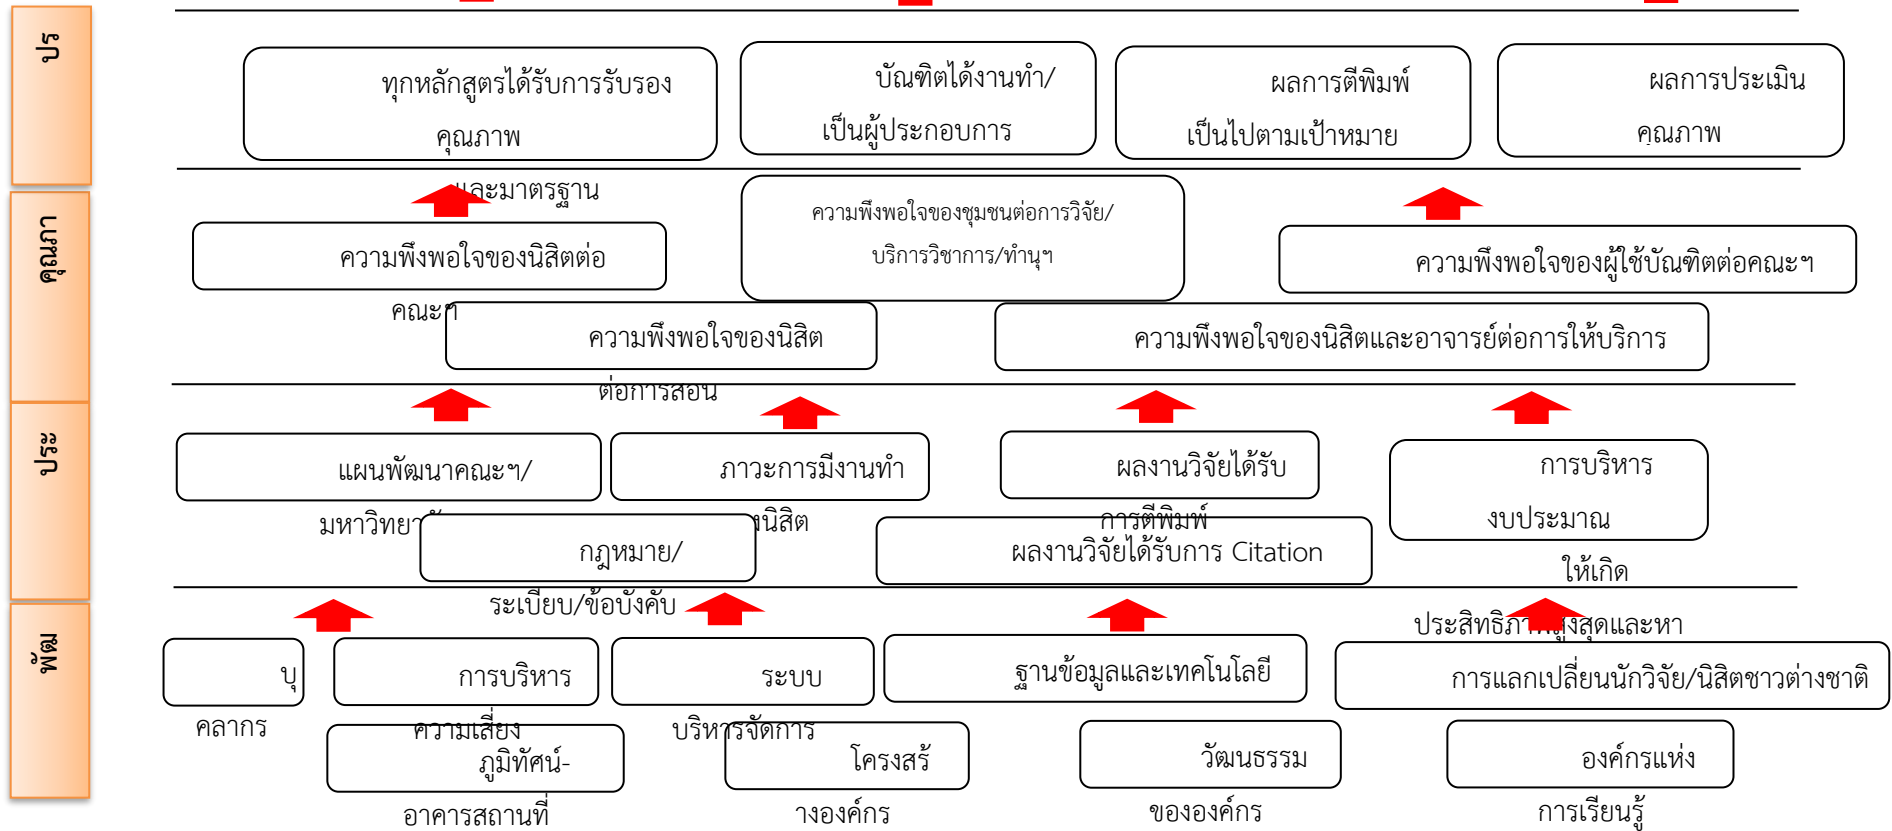 ปร
ทุกหลักสูตรได้รับการรับรอง
คุณภาพ
และมาตรฐาน
บัณฑิตได้งานทำ/
เป็นผู้ประกอบการ
ผลการตีพิมพ์
เป็นไปตามเป้าหมาย
ผลการประเมิน
คุณภาพ
คุณภา
ความพึงพอใจของนิสิตต่อ
คณะฯ
ความพึงพอใจของชุมชนต่อการวิจัย/
บริการวิชาการ/ทำนุฯ
ความพึงพอใจของผู้ใช้บัณฑิตต่อคณะฯ
ความพึงพอใจของนิสิต
ต่อการสอน
ความพึงพอใจของนิสิตและอาจารย์ต่อการให้บริการ
ประ
แผนพัฒนาคณะฯ/
มหาวิทยา
ภาวะการมีงานทำ
งนิสิต
ผลงานวิจัยได้รับ
การตีพิมพ์
การบริหาร
งบประมาณ
ให้เกิด
ประสิทธิภาพสูงสุดและหา
กฎหมาย/
ระเบียบ/ข้อบังคับ
ผลงานวิจัยได้รับการ Citation
พัฒ
บุ
คลากร
การบริหาร
ความเสี่ยง
ระบบ
บริหารจัดการ
ฐานข้อมูลและเทคโนโลยี
การแลกเปลี่ยนนักวิจัย/นิสิตชาวต่างชาติ
ภูมิทัศน์-
อาคารสถานที่
โครงสร้
างองค์กร
วัฒนธรรม
ขององค์กร
องค์กรแห่ง
การเรียนรู้